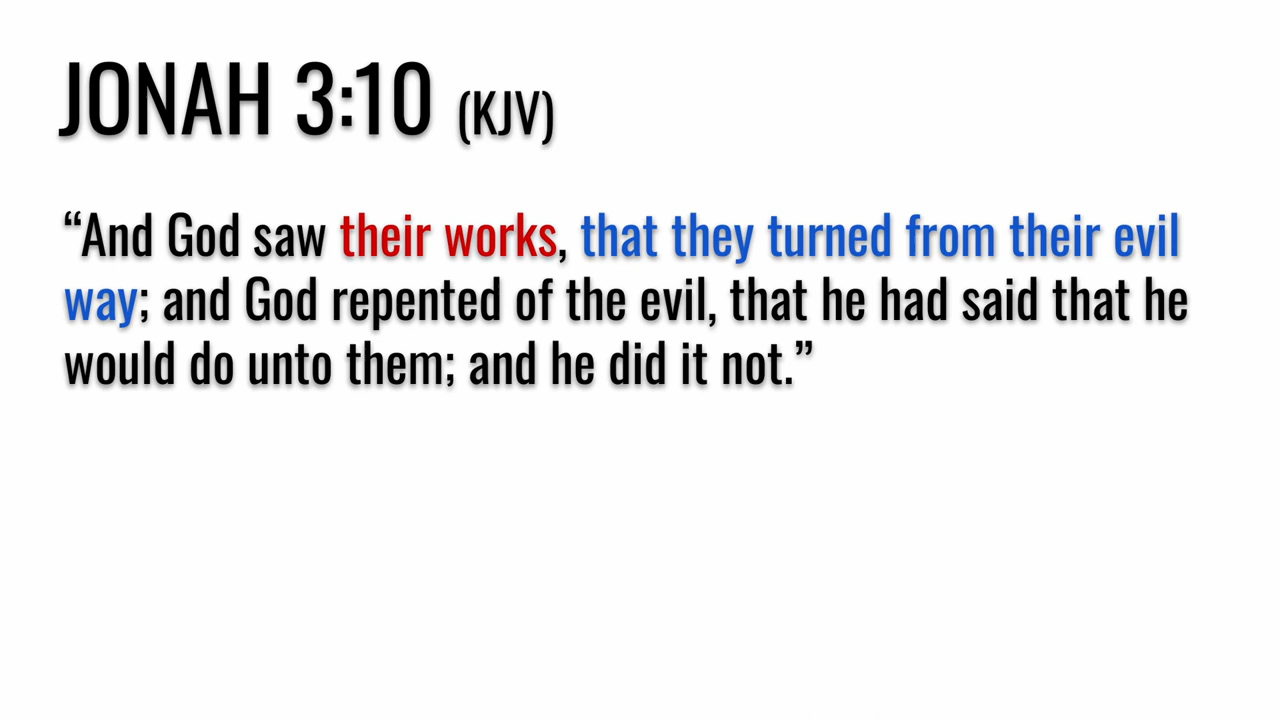 JONAH 3:10 (KJV)
“And God saw their works, that they turned from their evil
way; and God repented of the evil, that he had said that he
would do unto them; and he did it not.”